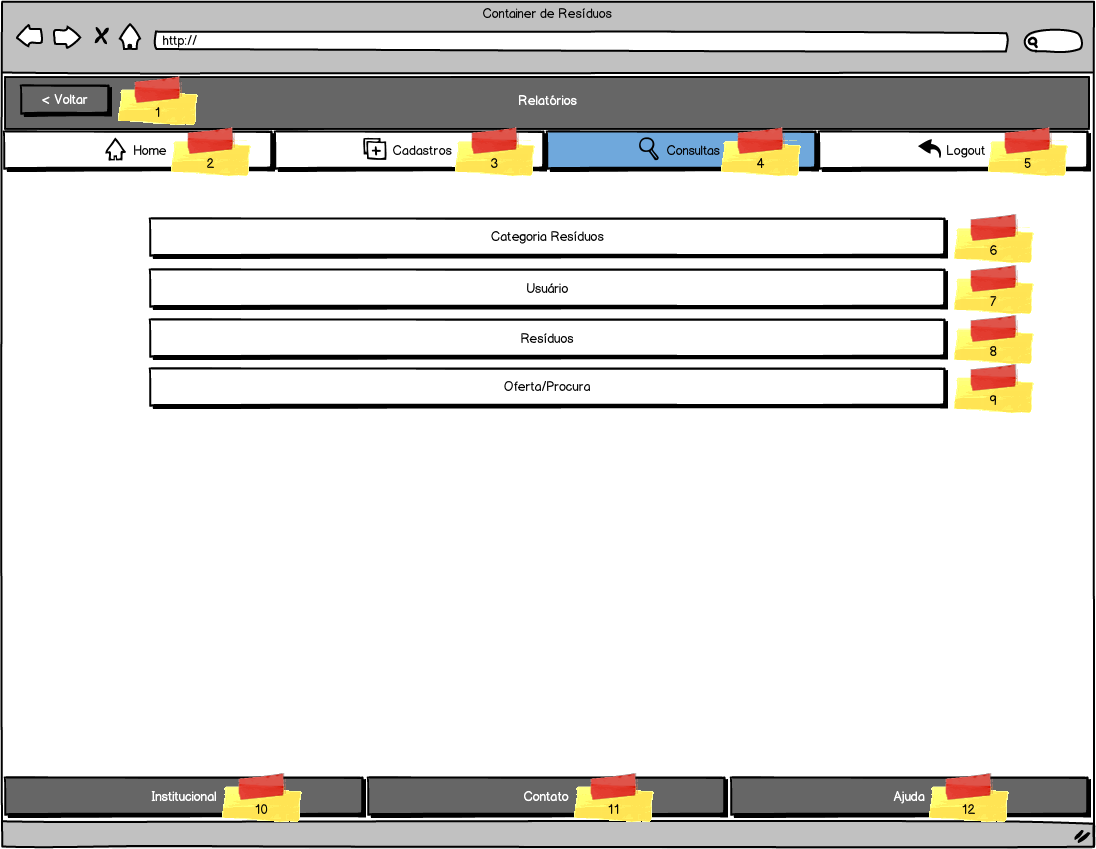 Container de Resíduos
http://
< Voltar
1
Relatórios
Home
2
Cadastros
3
Consultas
4
Logout
5
Categoria Resíduos
6
Usuário
7
Resíduos
8
Oferta/Procura
9
Institucional
10
Contato
11
Ajuda
12